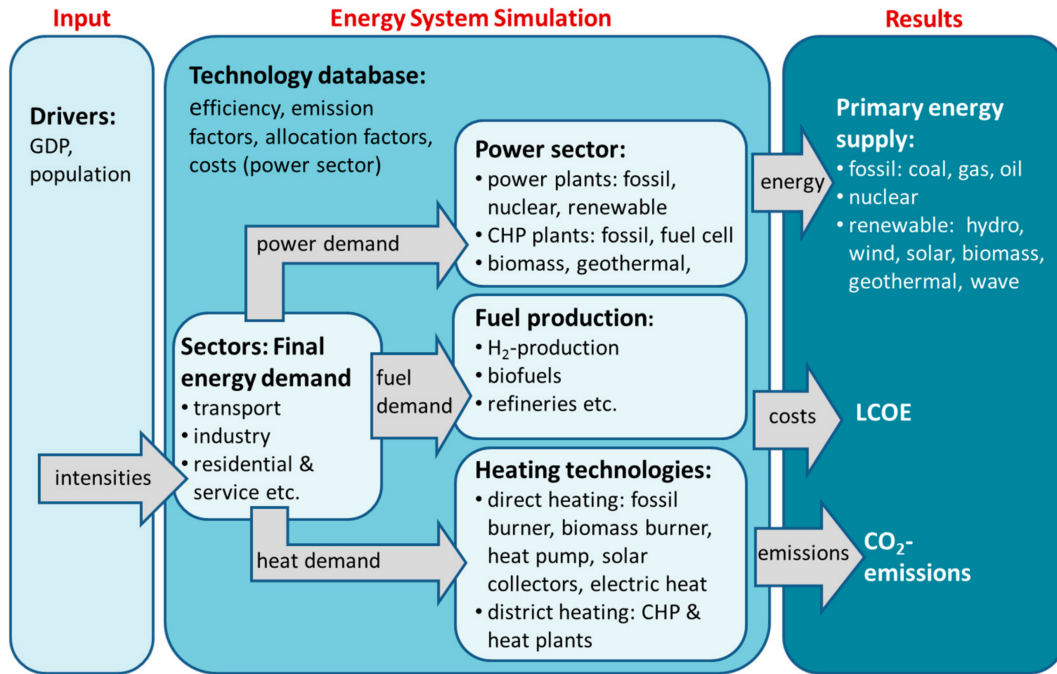 Input
Energy System Simulation
Results
Drivers:
GDP,
population
intensities
Technology database:
efficiency, emission
factors, allocation factors,
costs (power sector)
power demand
Sectors: Final
energy demand
• transport
• industry
• residential &
service etc.
fuel
demand
heat demand
Power sector:
• power plants: fossil,
nuclear, renewable
• CHP plants: fossil, fuel cell
• biomass, geothermal,
Fuel production:
• H₂-production
• biofuels
• refineries etc.
Heating technologies:
• direct heating: fossil
burner, biomass burner,
heat pump, solar
collectors, electric heat
• district heating: CHP &
heat plants
energy
costs
emissions
Primary energy
supply:
• fossil: coal, gas, oil
• nuclear
• renewable: hydro,
wind, solar, biomass,
geothermal, wave
LCOE
CO₂-
emissions